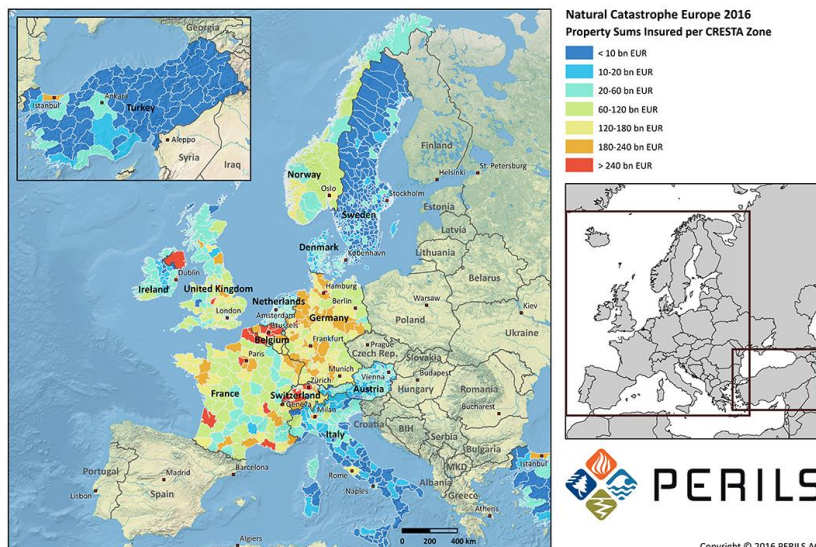 Natural Catastrophe Europe 2016
Property Sums Insured per CRESTA Zone
< 10 bn EUR
10-20 bn EUR
20-60 bn EUR
60-120 bn EUR
120-180 bn EUR
180-240 bn EUR
> 240 bn EUR
Georgia
Istanbul
Ankara
Turkey
Aleppo
Syria
Iraq
Finland
Norway
Oslo
Helsinki
St. Petersburg
Stockholm
Sweden
Estonia
Latvia
Denmark
København
Lithuania
Dublin
Ireland
United Kingdom
London
Netherlands
Amsterdam
Hamburg
Berlin
Germany
Belarus
Warsaw
Poland
Kiev
Ukraine
Brussels
Belgium
Frankfurt
Prague
Czech Rep.
Paris
Slovakia
Munich
Vienna
Budapest
France
Switzerland
Zürich
Geneva
Austria
Hungary
Romania
Milan
Bucharest
Italy
Croatia
BIH
Serbia
Bulgaria
Istanbul
Portugal
Madrid
Barcelona
Lisbon
Spain
Rome
Naples
MKD
Albania
Greece
Athens
Algiers
0 200 400 km
PERILS
Copyright © 2016 PERILS AG